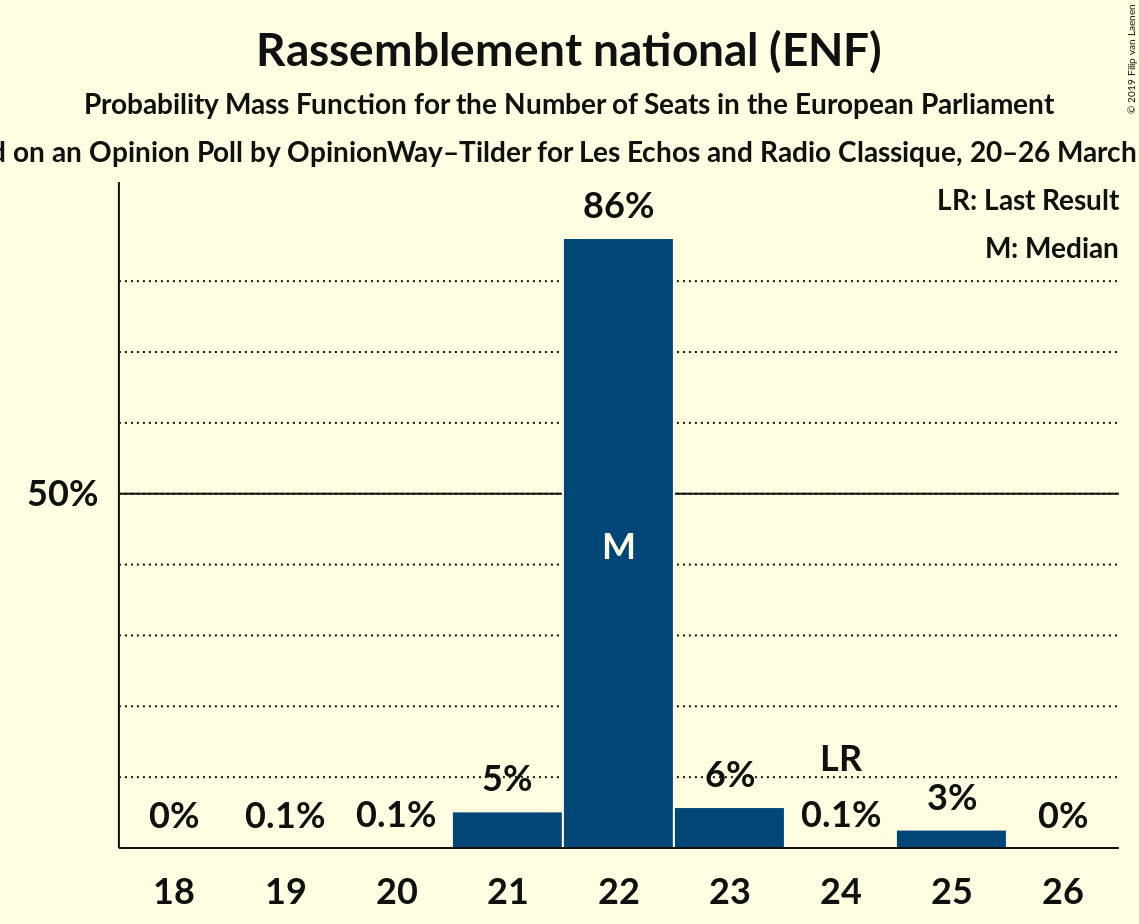 Rassemblement national (ENF)
Probability Mass Function for the Number of Seats in the European Parliament
on an Opinion Poll by OpinionWay–Tilder for Les Echos and Radio Classique, 20–26 March
© 2019 Filip van Laenen
LR: Last Result
M: Median
86%
50%
M
LR
0% 0.1% 0.1% 5% 6% 0.1% 3% 0%
18 19 20 21 22 23 24 25 26